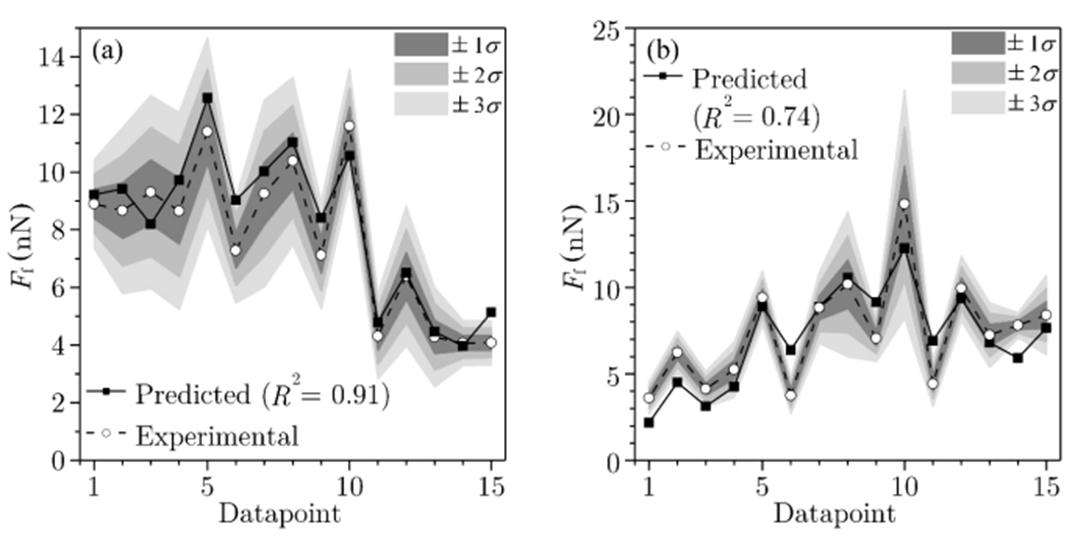 (a)
± 1σ
± 2σ
± 3σ
14
12
10
8
6
4
2
0
F_f (nN)
Predicted (R² = 0.91)
Experimental
1
5
10
15
Datapoint
(b)
± 1σ
± 2σ
± 3σ
Predicted
(R² = 0.74)
Experimental
25
20
15
10
5
0
F_f (nN)
1
5
10
15
Datapoint